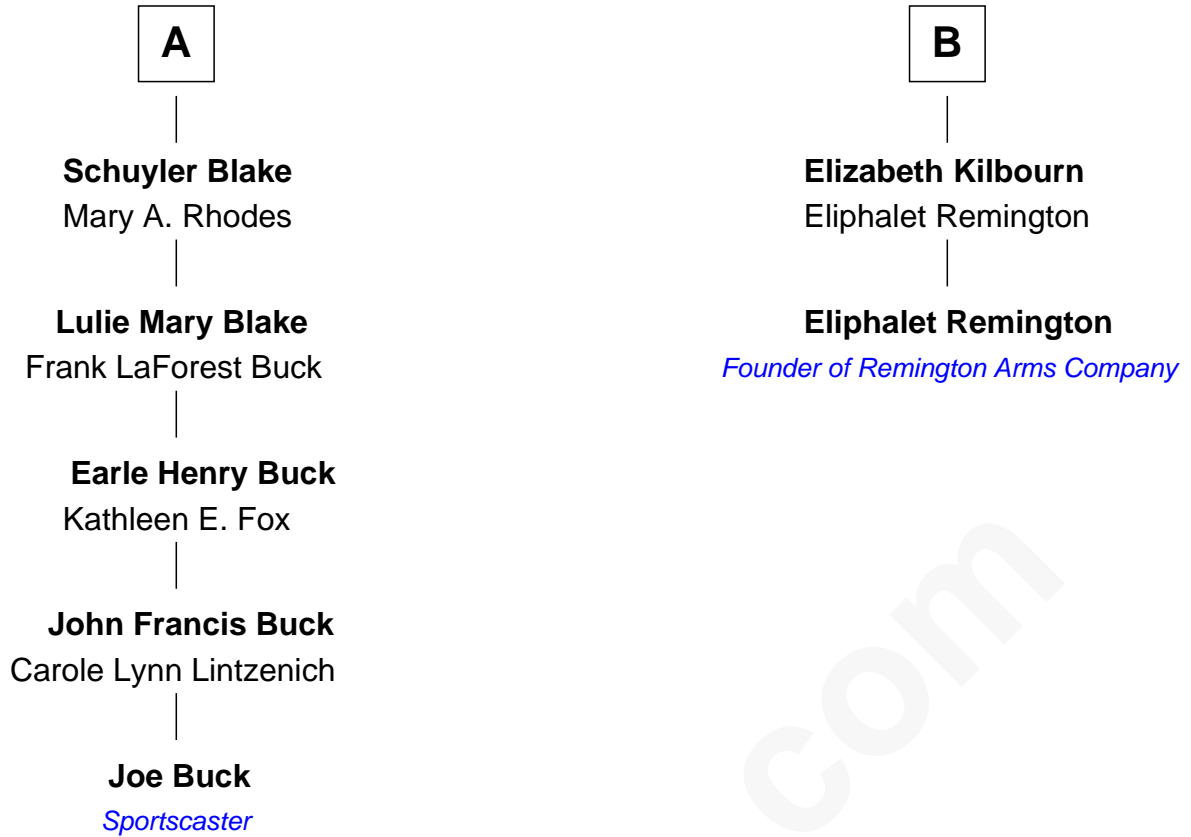 A
Schuyler Blake
Mary A. Rhodes
Lulie Mary Blake
Frank LaForest Buck
Earle Henry Buck
Kathleen E. Fox
John Francis Buck
Carole Lynn Lintzenich
Joe Buck
Sportscaster
B
Elizabeth Kilbourn
Eliphalet Remington
Eliphalet Remington
Founder of Remington Arms Company
com